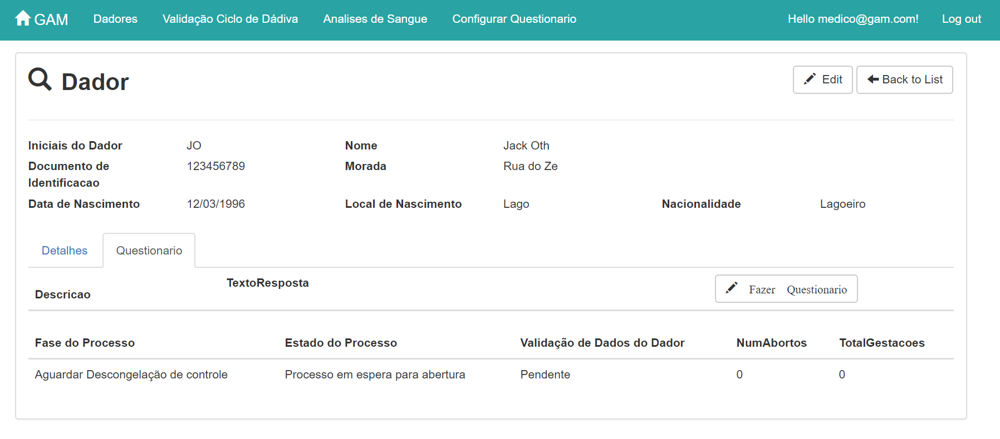 GAM Dadores Validação Ciclo de Dádiva Analises de Sangue Configurar Questionario Hello medico@gam.com! Log out
Dador Edit Back to List
Iniciais do Dador JO Nome Jack Oth
Documento de Identificacao 123456789 Morada Rua do Ze
Data de Nascimento 12/03/1996 Local de Nascimento Lago Nacionalidade Lagoeiro
Detalhes Questionario
Descricao TextoResposta Fazer Questionario
Fase do Processo Estado do Processo Validação de Dados do Dador NumAbortos TotalGestacoes
Aguardar Descongelação de controle Processo em espera para abertura Pendente 0 0